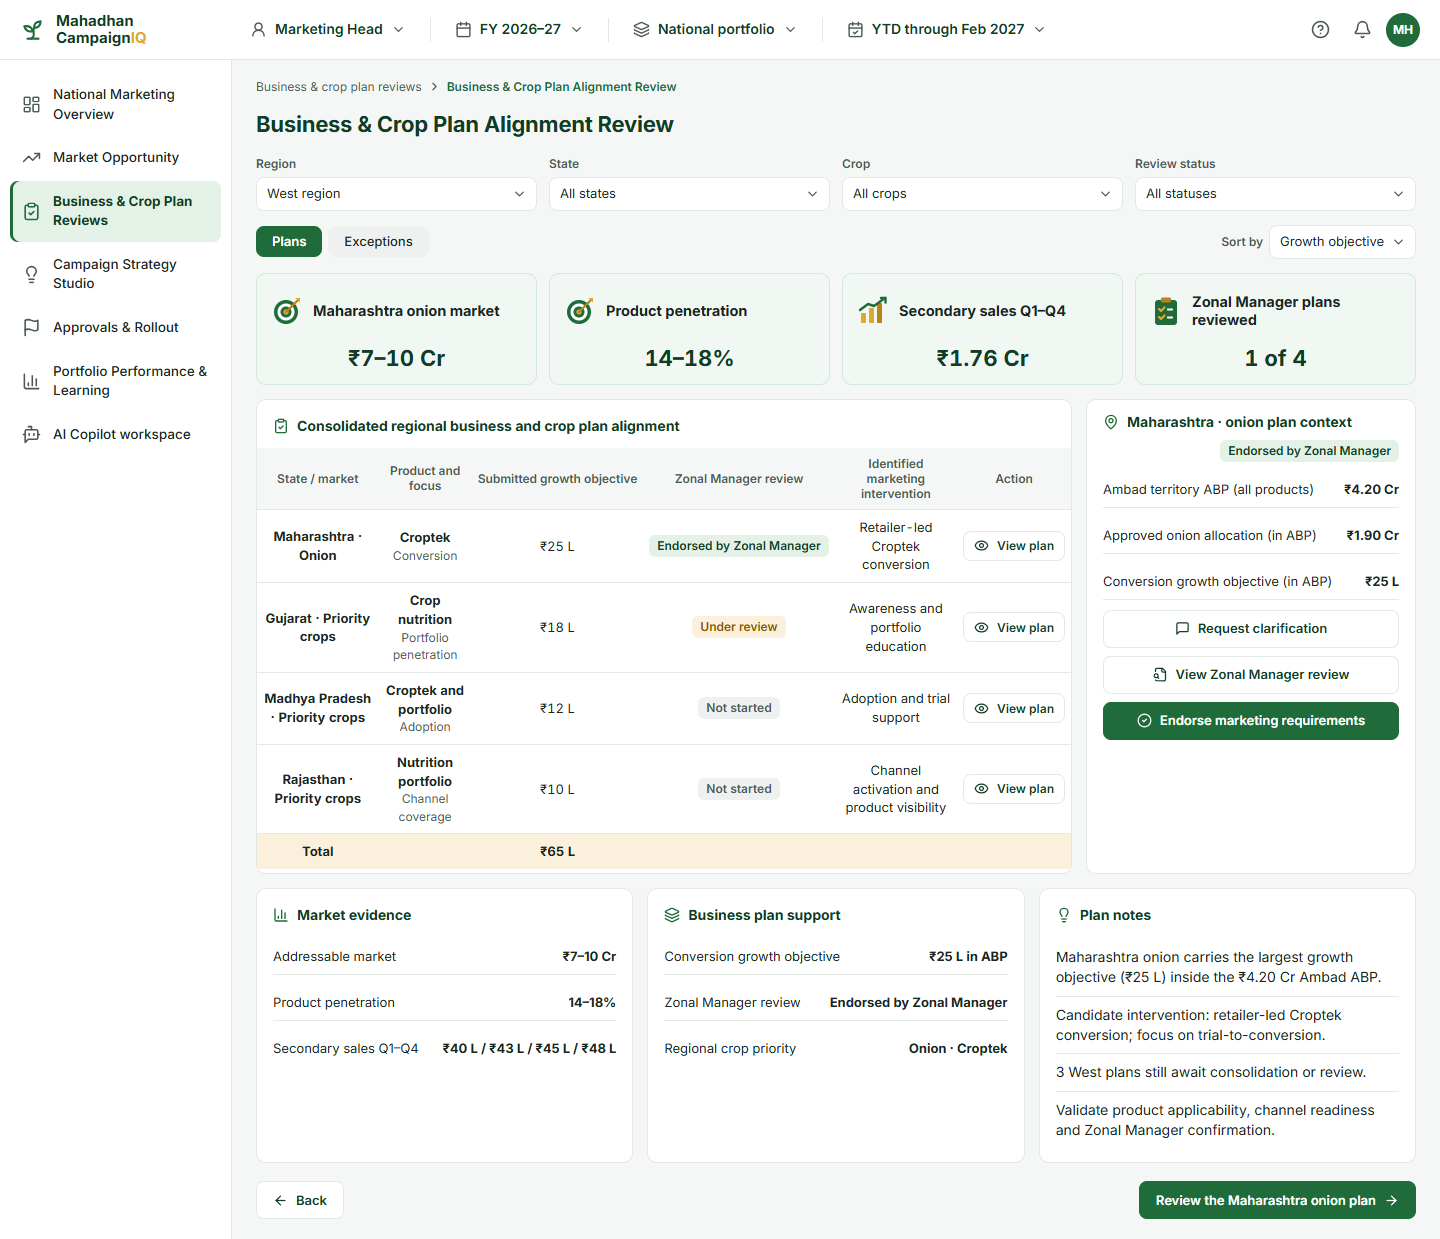 Mahadhan
CampaignIQ
Marketing Head
FY 2026–27
National portfolio
YTD through Feb 2027
MH
National Marketing
Overview
Market Opportunity
Business & Crop Plan
Reviews
Campaign Strategy
Studio
Approvals & Rollout
Portfolio Performance &
Learning
AI Copilot workspace
Business & crop plan reviews > Business & Crop Plan Alignment Review
Business & Crop Plan Alignment Review
Region
State
Crop
Review status
West region
All states
All crops
All statuses
Plans
Exceptions
Sort by
Growth objective
Maharashtra onion market
₹7–10 Cr
Product penetration
14–18%
Secondary sales Q1–Q4
₹1.76 Cr
Zonal Manager plans
reviewed
1 of 4
Consolidated regional business and crop plan alignment
State / market
Product and
focus
Submitted growth objective
Zonal Manager review
Identified
marketing
intervention
Action
Maharashtra ·
Onion
Croptek
Conversion
₹25 L
Endorsed by Zonal Manager
Retailer-led
Croptek
conversion
View plan
Gujarat · Priority
crops
Crop
nutrition
Portfolio
penetration
₹18 L
Under review
Awareness and
portfolio
education
View plan
Madhya Pradesh
· Priority crops
Croptek and
portfolio
Adoption
₹12 L
Not started
Adoption and trial
support
View plan
Rajasthan ·
Priority crops
Nutrition
portfolio
Channel
coverage
₹10 L
Not started
Channel
activation and
product visibility
View plan
Total
₹65 L
Maharashtra · onion plan context
Endorsed by Zonal Manager
Ambad territory ABP (all products) ₹4.20 Cr
Approved onion allocation (in ABP) ₹1.90 Cr
Conversion growth objective (in ABP) ₹25 L
Request clarification
View Zonal Manager review
Endorse marketing requirements
Market evidence
Addressable market ₹7–10 Cr
Product penetration 14–18%
Secondary sales Q1–Q4 ₹40 L / ₹43 L / ₹45 L / ₹48 L
Business plan support
Conversion growth objective ₹25 L in ABP
Zonal Manager review Endorsed by Zonal Manager
Regional crop priority Onion · Croptek
Plan notes
Maharashtra onion carries the largest growth
objective (₹25 L) inside the ₹4.20 Cr Ambad ABP.
Candidate intervention: retailer-led Croptek
conversion; focus on trial-to-conversion.
3 West plans still await consolidation or review.
Validate product applicability, channel readiness
and Zonal Manager confirmation.
Back
Review the Maharashtra onion plan